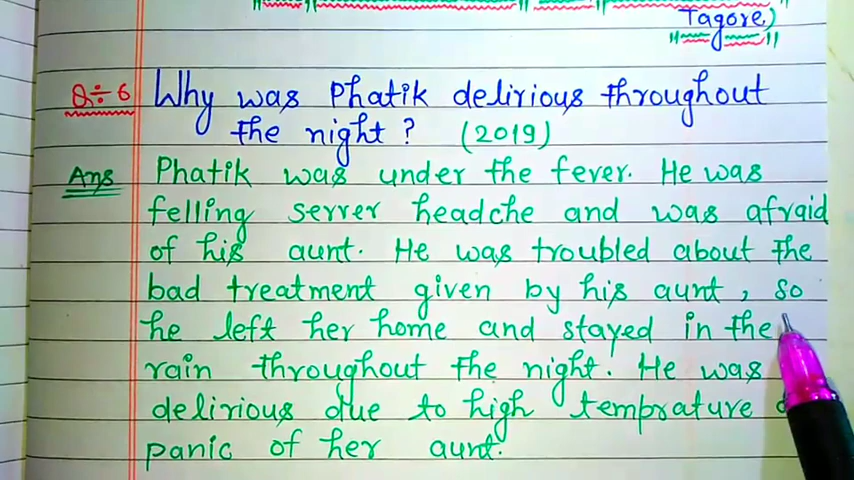 Tagore.)
Q÷6 Why was Phatik delirious throughout
the night? (2019)
Ans Phatik was under the fever. He was
felling serrer headche and was afraid
of his aunt. He was troubled about the
bad treatment given by his aunt, so
he left her home and stayed in the
rain throughout the night. He was
delirious due to high temprature
panic of her aunt.